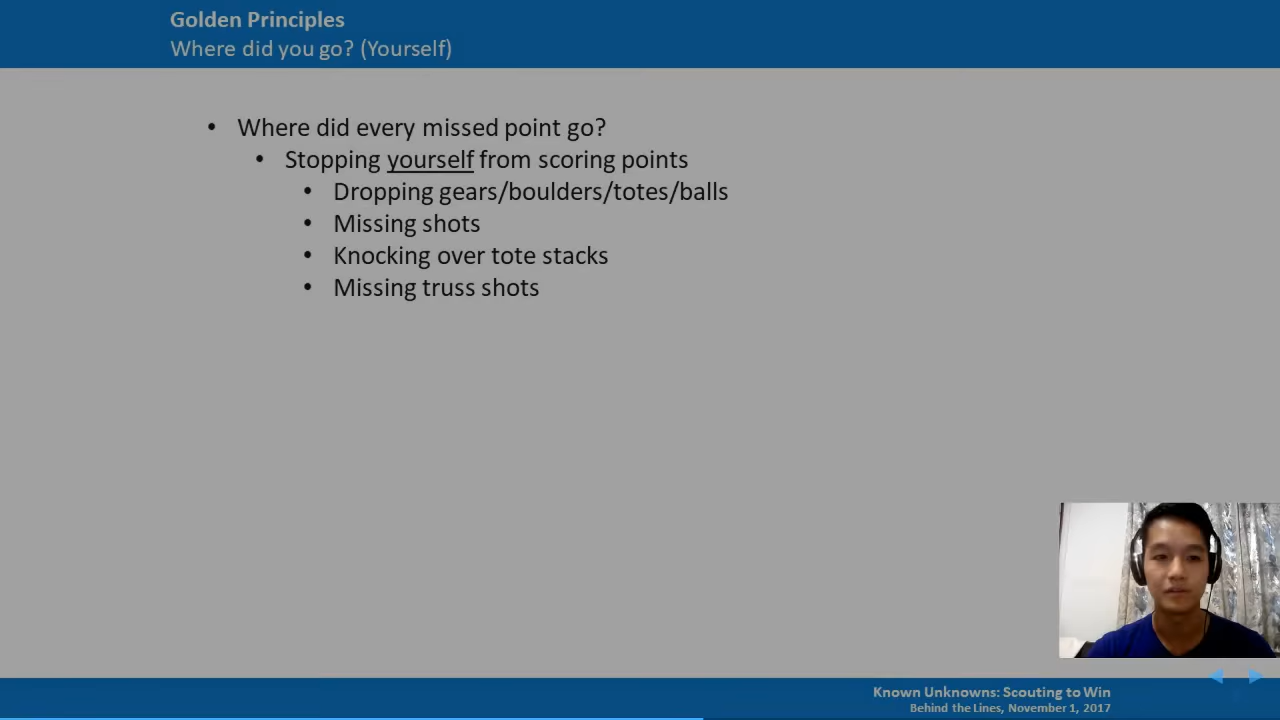 Golden Principles
Where did you go? (Yourself)
• Where did every missed point go?
• Stopping yourself from scoring points
• Dropping gears/boulders/totes/balls
• Missing shots
• Knocking over tote stacks
• Missing truss shots
Known Unknowns: Scouting to Win
Behind the Lines, November 1, 2017